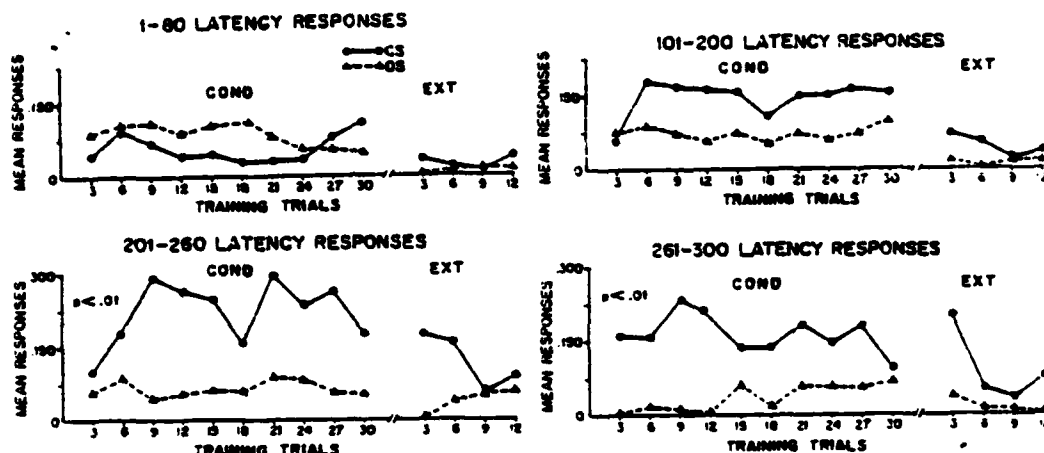 1-80 LATENCY RESPONSES
CS
DS
COND
EXT
MEAN RESPONSES
.150
0
3 6 9 12 15 18 21 24 27 30 3 6 9 12
TRAINING TRIALS
101-200 LATENCY RESPONSES
COND
EXT
MEAN RESPONSES
.150
0
3 6 9 12 15 18 21 24 27 30 3 6 9
TRAINING TRIALS
201-260 LATENCY RESPONSES
COND
EXT
p<.01
MEAN RESPONSES
.300
.150
0
3 6 9 12 15 18 21 24 27 30 3 6 9 12
TRAINING TRIALS
261-300 LATENCY RESPONSES
COND
EXT
p<.01
MEAN RESPONSES
.300
.150
0
3 6 9 12 15 18 21 24 27 30 3 6 9 12
TRAINING TRIALS